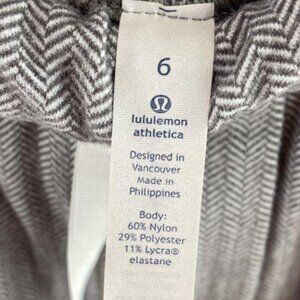 6
lululemon
athletica
Designed in
Vancouver
Made in
Philippines
Body:
60% Nylon
29% Polyester
11% Lycra®
elastane